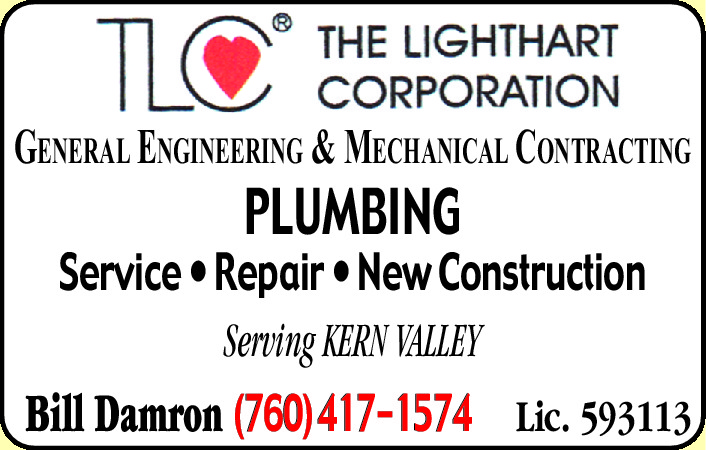 TLC® THE LIGHTHART
CORPORATION
GENERAL ENGINEERING & MECHANICAL CONTRACTING
PLUMBING
Service • Repair • New Construction
Serving KERN VALLEY
Bill Damron (760) 417-1574 Lic. 593113